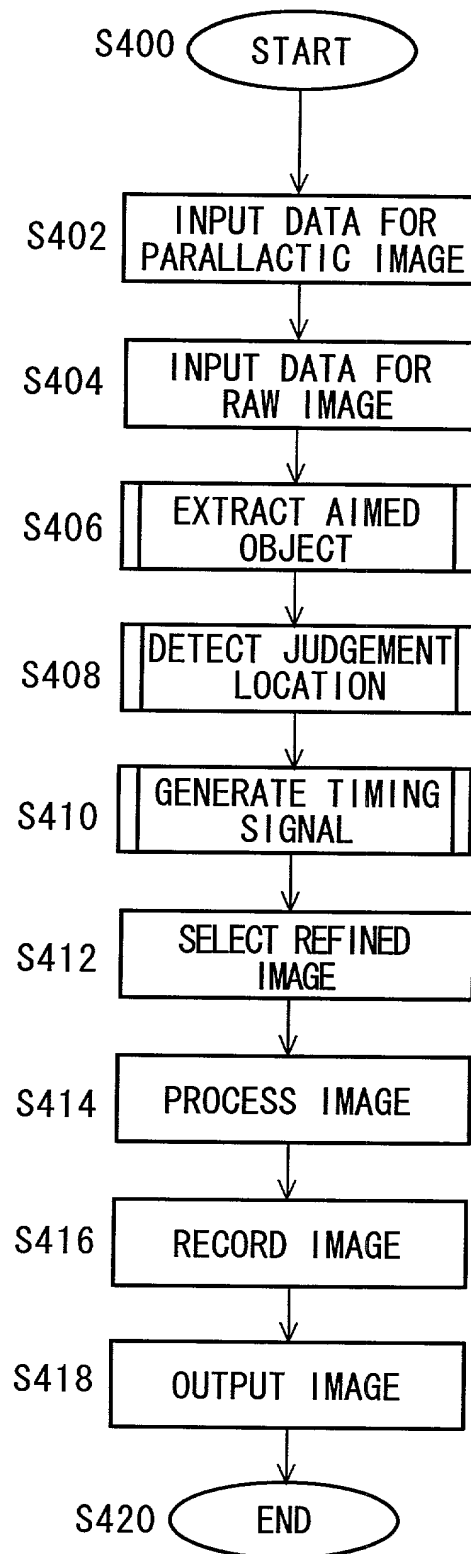 S400 START
S402 INPUT DATA FOR
PARALLACTIC IMAGE
S404 INPUT DATA FOR
RAW IMAGE
S406 EXTRACT AIMED
OBJECT
S408 DETECT JUDGEMENT
LOCATION
S410 GENERATE TIMING
SIGNAL
S412 SELECT REFINED
IMAGE
S414 PROCESS IMAGE
S416 RECORD IMAGE
S418 OUTPUT IMAGE
S420 END